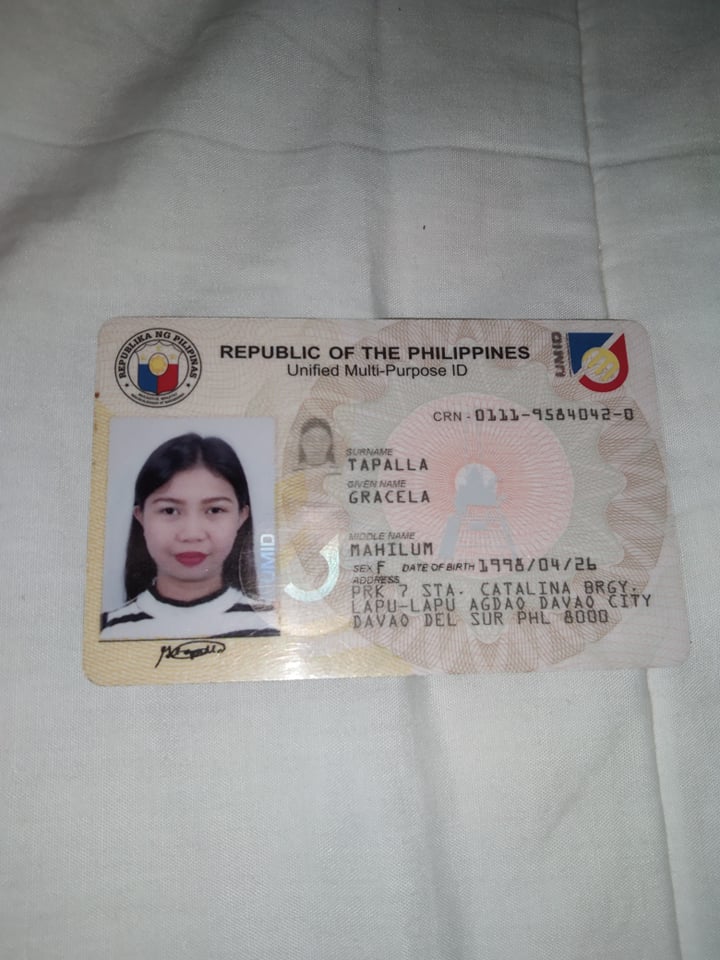 REPUBLIKA NG PILIPINAS
REPUBLIC OF THE PHILIPPINES
Unified Multi-Purpose ID
UMID
CRN - 0111-9584042-0
SURNAME
TAPALLA
GIVEN NAME
GRACELA
MIDDLE NAME
MAHILUM
SEX F DATE OF BIRTH 1998/04/26
ADDRESS
PRK 7 STA. CATALINA BRGY.
LAPU-LAPU AGDAO DAVAO CITY
DAVAO DEL SUR PHL 8000
UMID